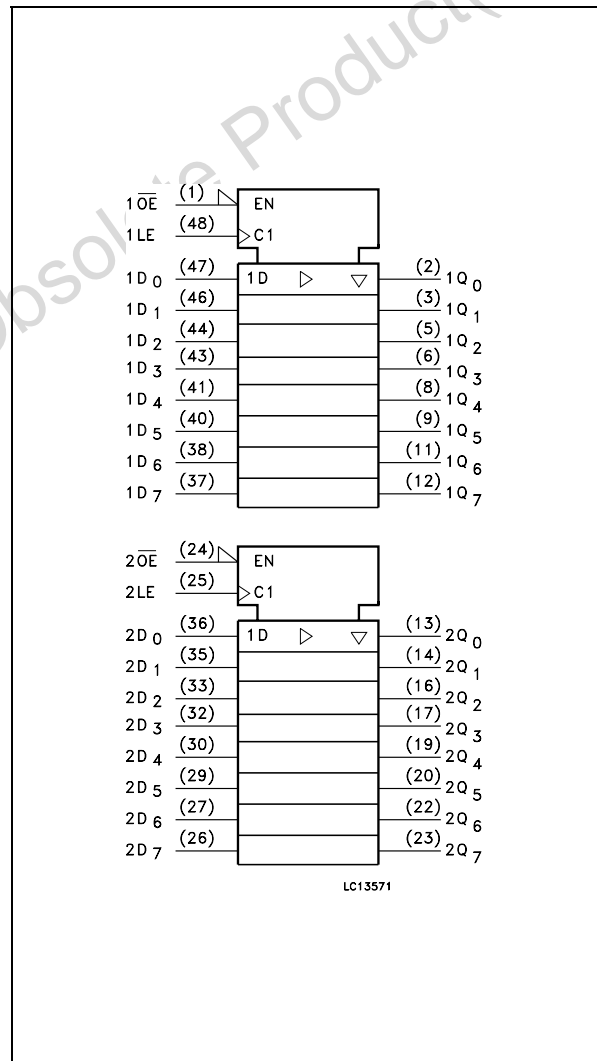 Obsolete Product(
1OE (1) EN
1LE (48) C1
1D0 (47) 1D (2) 1Q0
1D1 (46) (3) 1Q1
1D2 (44) (5) 1Q2
1D3 (43) (6) 1Q3
1D4 (41) (8) 1Q4
1D5 (40) (9) 1Q5
1D6 (38) (11) 1Q6
1D7 (37) (12) 1Q7
2OE (24) EN
2LE (25) C1
2D0 (36) 1D (13) 2Q0
2D1 (35) (14) 2Q1
2D2 (33) (16) 2Q2
2D3 (32) (17) 2Q3
2D4 (30) (19) 2Q4
2D5 (29) (20) 2Q5
2D6 (27) (22) 2Q6
2D7 (26) (23) 2Q7
LC13571